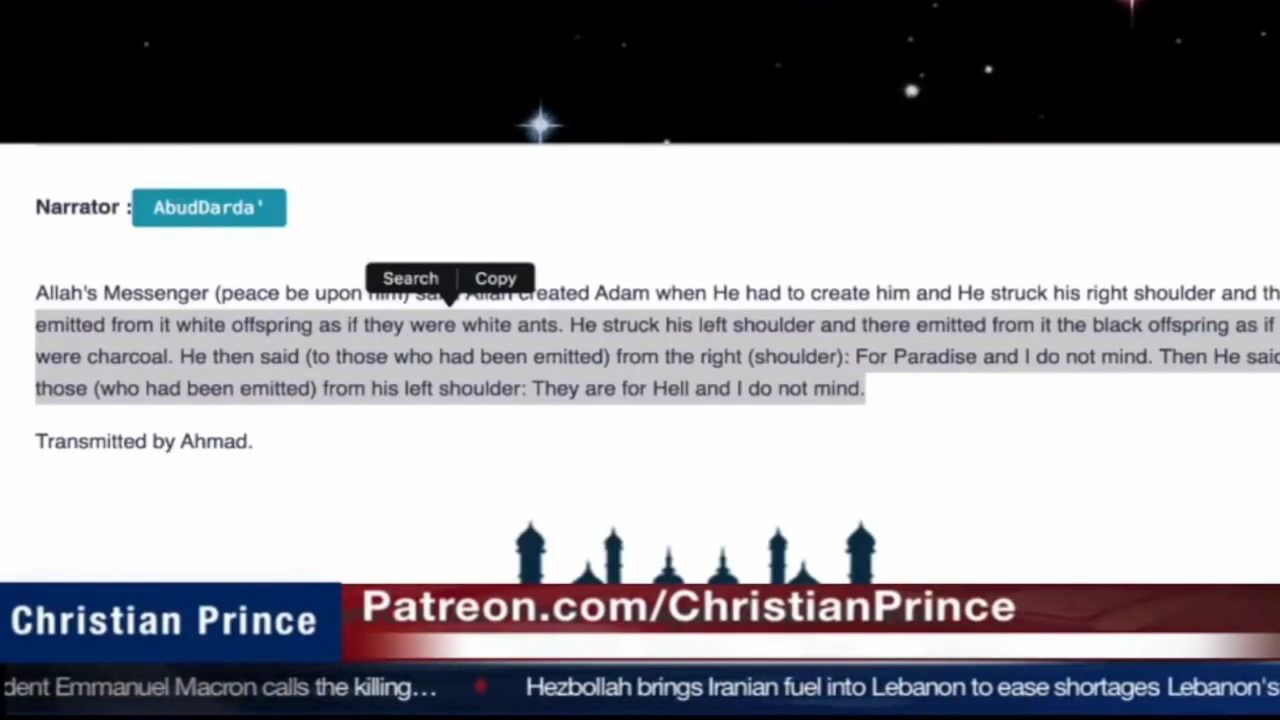 Narrator : AbudDarda'
Search Copy
Allah's Messenger (peace be upon him) said Allah created Adam when He had to create him and He struck his right shoulder and th
emitted from it white offspring as if they were white ants. He struck his left shoulder and there emitted from it the black offspring as if
were charcoal. He then said (to those who had been emitted) from the right (shoulder): For Paradise and I do not mind. Then He said
those (who had been emitted) from his left shoulder: They are for Hell and I do not mind.
Transmitted by Ahmad.
Christian Prince
Patreon.com/ChristianPrince
dent Emmanuel Macron calls the killing... Hezbollah brings Iranian fuel into Lebanon to ease shortages Lebanon's